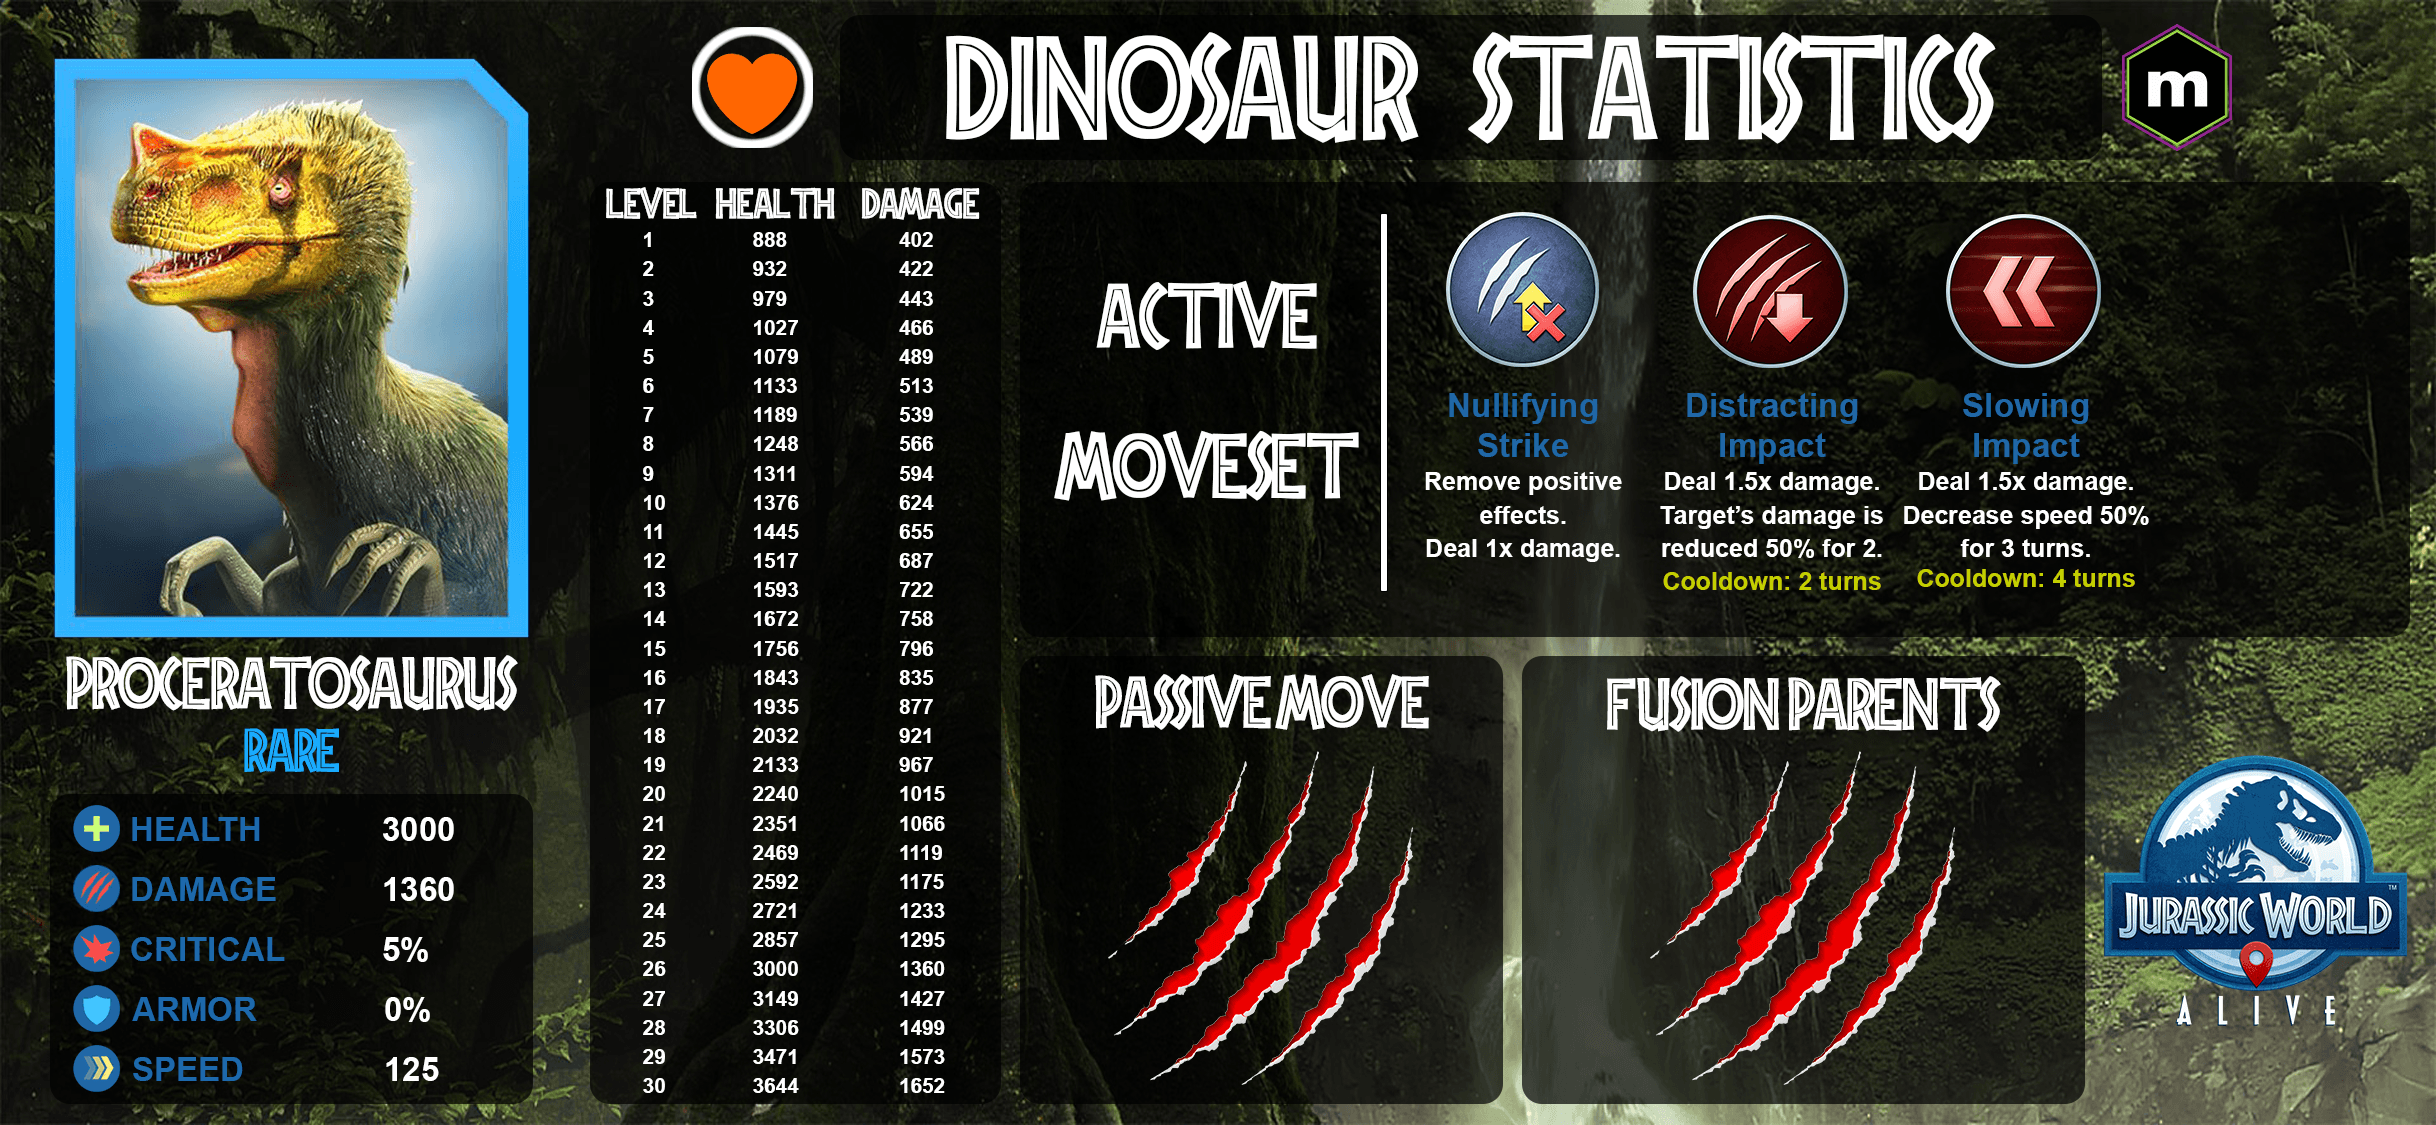 DINOSAUR STATISTICS
m
PROCERATOSAURUS
RARE
HEALTH 3000
DAMAGE 1360
CRITICAL 5%
ARMOR 0%
SPEED 125
LEVEL HEALTH DAMAGE
1 888 402
2 932 422
3 979 443
4 1027 466
5 1079 489
6 1133 513
7 1189 539
8 1248 566
9 1311 594
10 1376 624
11 1445 655
12 1517 687
13 1593 722
14 1672 758
15 1756 796
16 1843 835
17 1935 877
18 2032 921
19 2133 967
20 2240 1015
21 2351 1066
22 2469 1119
23 2592 1175
24 2721 1233
25 2857 1295
26 3000 1360
27 3149 1427
28 3306 1499
29 3471 1573
30 3644 1652
ACTIVE
MOVESET
Nullifying
Strike
Remove positive
effects.
Deal 1x damage.
Distracting
Impact
Deal 1.5x damage.
Target’s damage is
reduced 50% for 2.
Cooldown: 2 turns
Slowing
Impact
Deal 1.5x damage.
Decrease speed 50%
for 3 turns.
Cooldown: 4 turns
PASSIVE MOVE
FUSION PARENTS
JURASSIC WORLD™
ALIVE